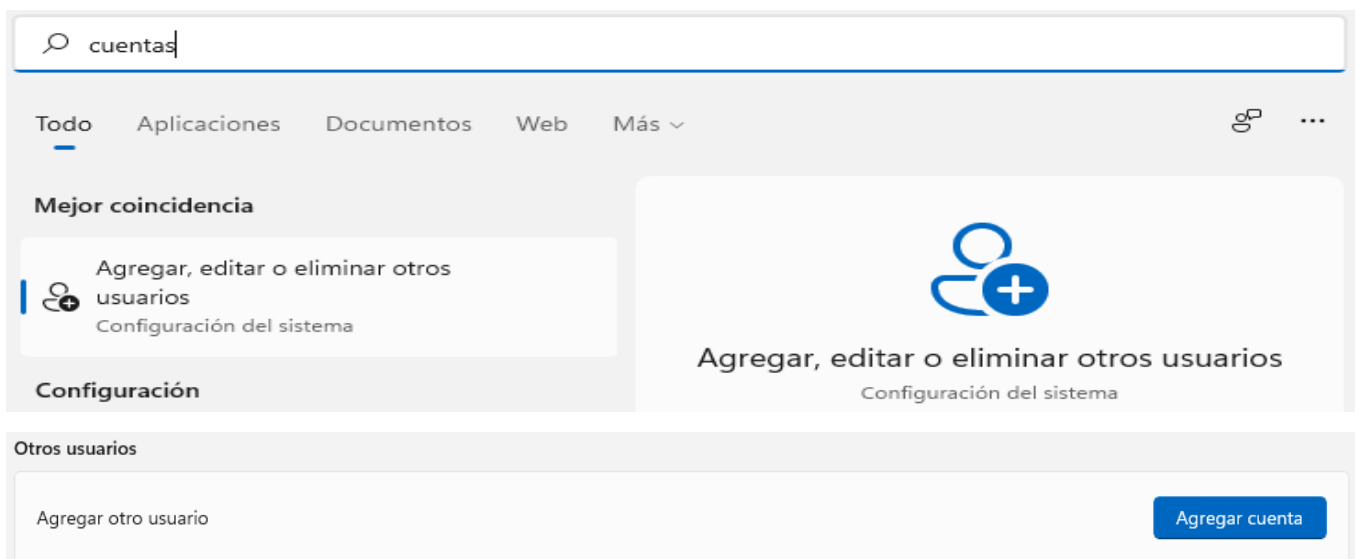 cuentas
Todo Aplicaciones Documentos Web Más
Mejor coincidencia
Agregar, editar o eliminar otros
usuarios
Configuración del sistema
Configuración
Agregar, editar o eliminar otros usuarios
Configuración del sistema
Otros usuarios
Agregar otro usuario
Agregar cuenta